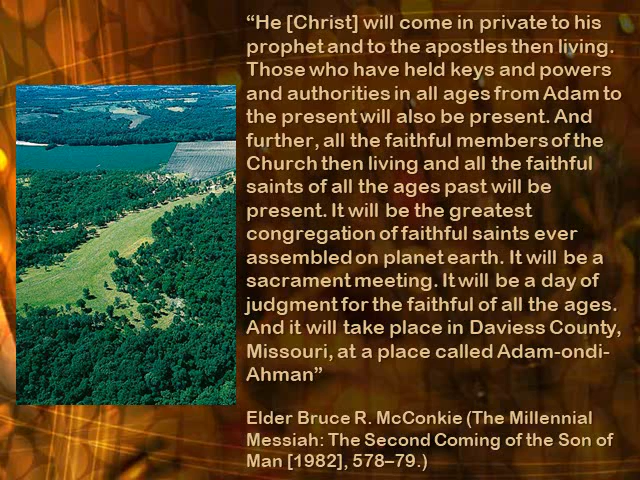 “He [Christ] will come in private to his
prophet and to the apostles then living.
Those who have held keys and powers
and authorities in all ages from Adam to
the present will also be present. And
further, all the faithful members of the
Church then living and all the faithful
saints of all the ages past will be
present. It will be the greatest
congregation of faithful saints ever
assembled on planet earth. It will be a
sacrament meeting. It will be a day of
judgment for the faithful of all the ages.
And it will take place in Daviess County,
Missouri, at a place called Adam-ondi-
Ahman”
Elder Bruce R. McConkie (The Millennial
Messiah: The Second Coming of the Son of
Man [1982], 578–79.)